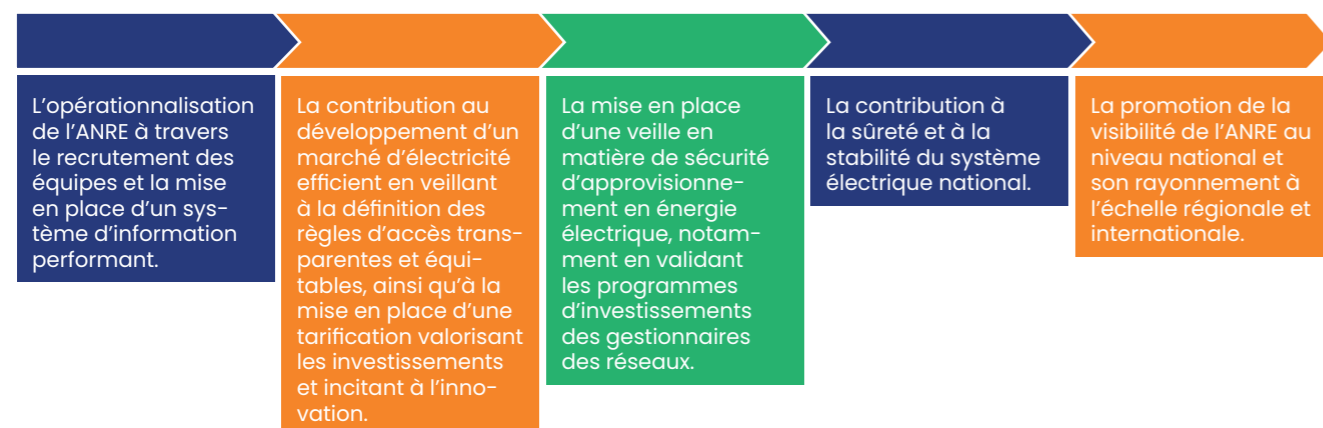 L'opérationnalisation
de l'ANRE à travers
le recrutement des
équipes et la mise
en place d'un sys-
tème d'information
performant.
La contribution au
développement d'un
marché d'électricité
efficient en veillant
à la définition des
règles d'accès trans-
parentes et équi-
tables, ainsi qu'à la
mise en place d'une
tarification valorisant
les investissements
et incitant à l'inno-
vation.
La mise en place
d'une veille en
matière de sécurité
d'approvisionne-
ment en énergie
électrique, notam-
ment en validant
les programmes
d'investissements
des gestionnaires
des réseaux.
La contribution à
la sûreté et à la
stabilité du système
électrique national.
La promotion de la
visibilité de l'ANRE au
niveau national et
son rayonnement à
l'échelle régionale et
internationale.